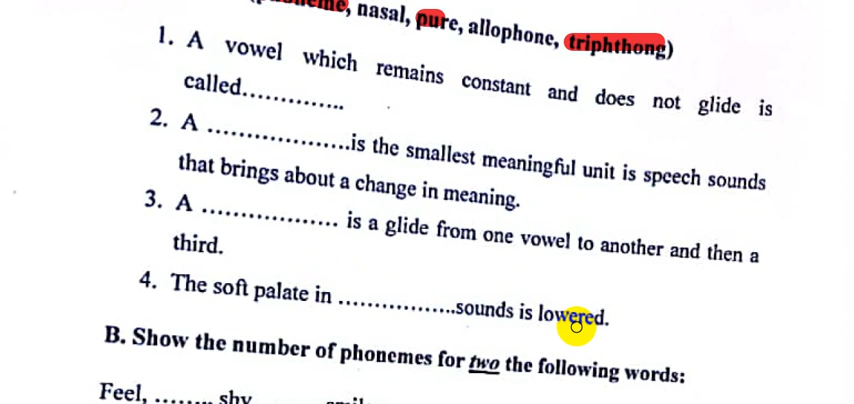 nasal, pure, allophone, triphthong)
1. A vowel which remains constant and does not glide is
called..............
2. A ....................is the smallest meaningful unit is speech sounds
that brings about a change in meaning.
3. A ................... is a glide from one vowel to another and then a
third.
4. The soft palate in .................sounds is lowered.
B. Show the number of phonemes for two the following words:
Feel, ........ shy